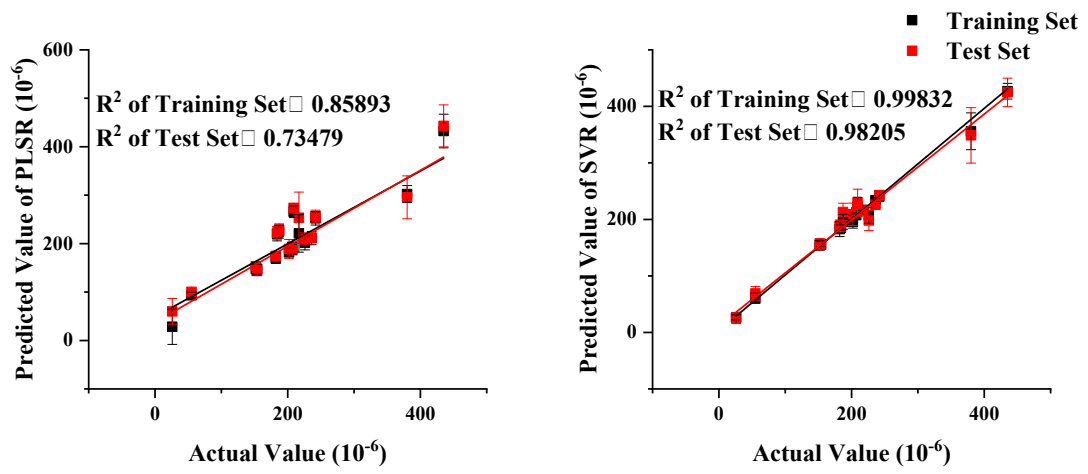 Training Set
Test Set
600
400
200
0
0
200
400
Predicted Value of PLSR (10⁻⁶)
Actual Value (10⁻⁶)
R² of Training Set□ 0.85893
R² of Test Set□ 0.73479
400
200
0
0
200
400
Predicted Value of SVR (10⁻⁶)
Actual Value (10⁻⁶)
R² of Training Set□ 0.99832
R² of Test Set□ 0.98205